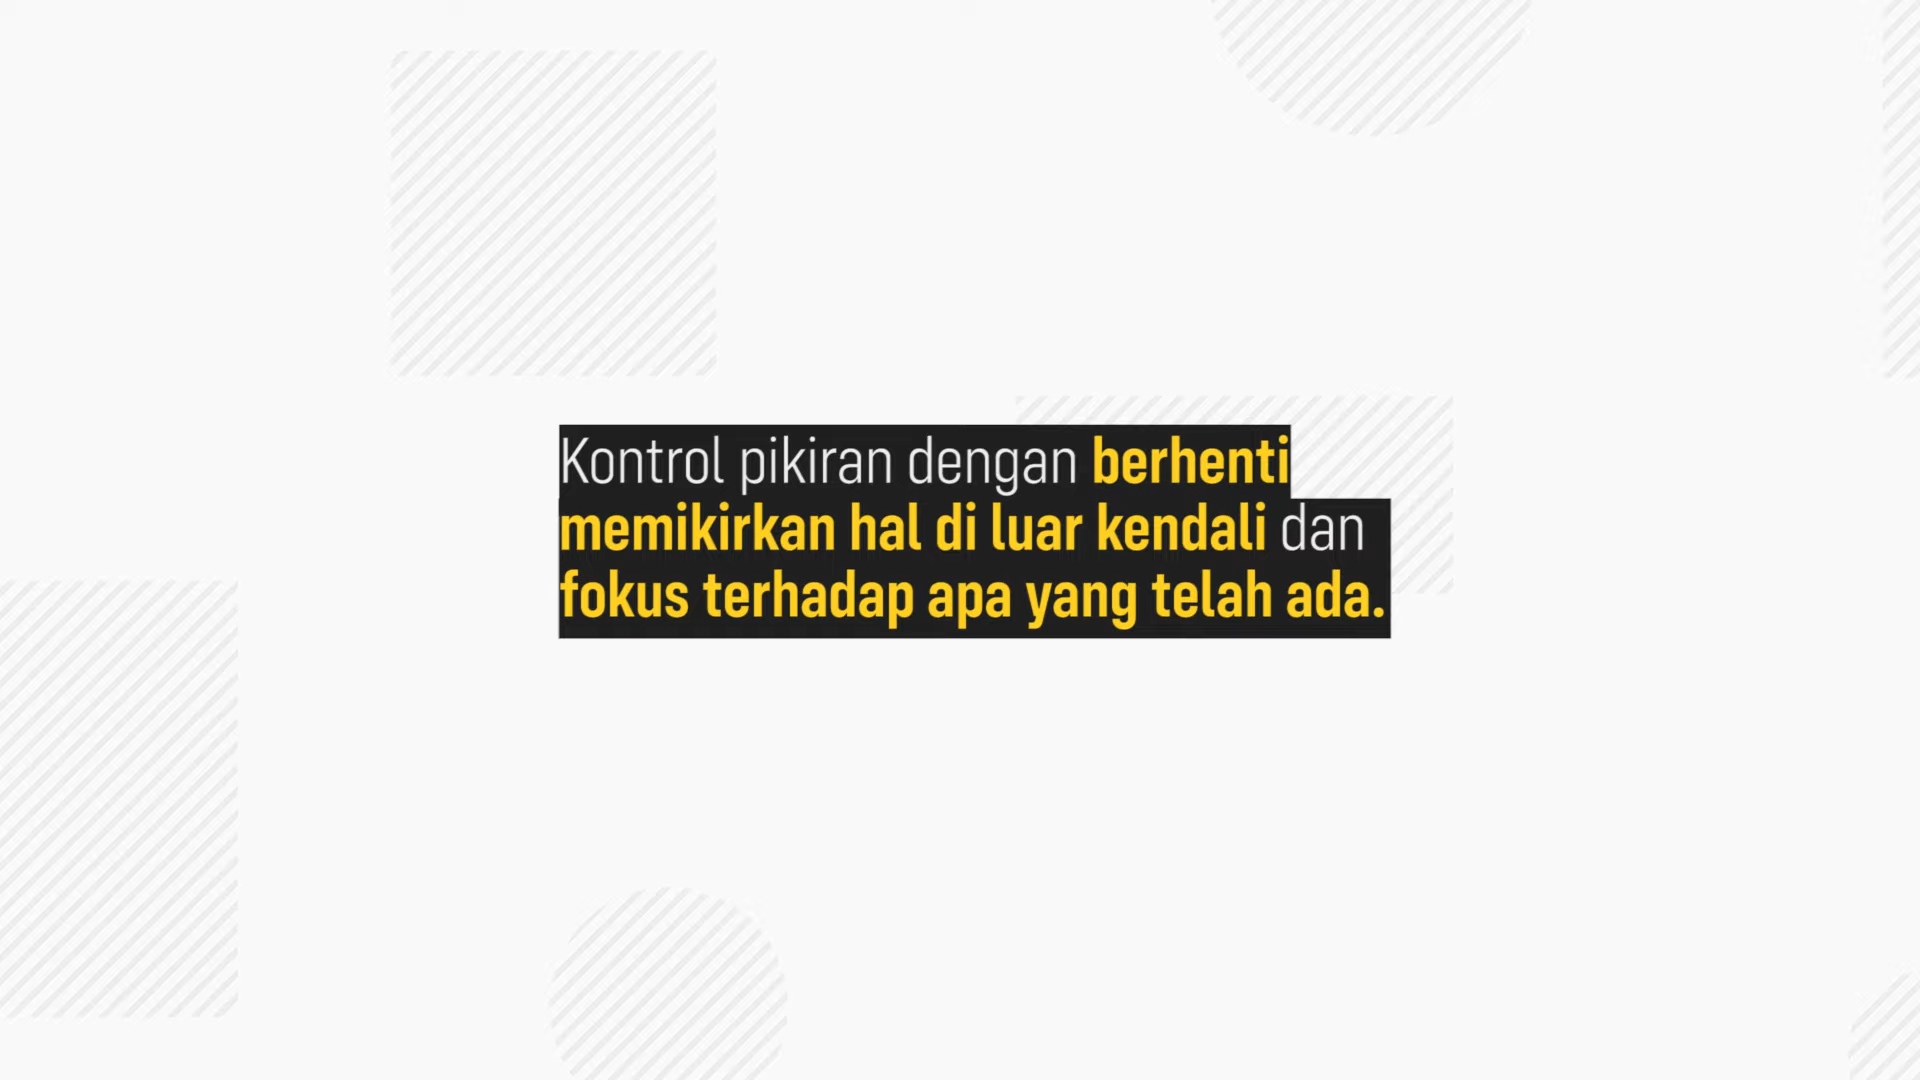 Kontrol pikiran dengan berhenti
memikirkan hal di luar kendali dan
fokus terhadap apa yang telah ada.